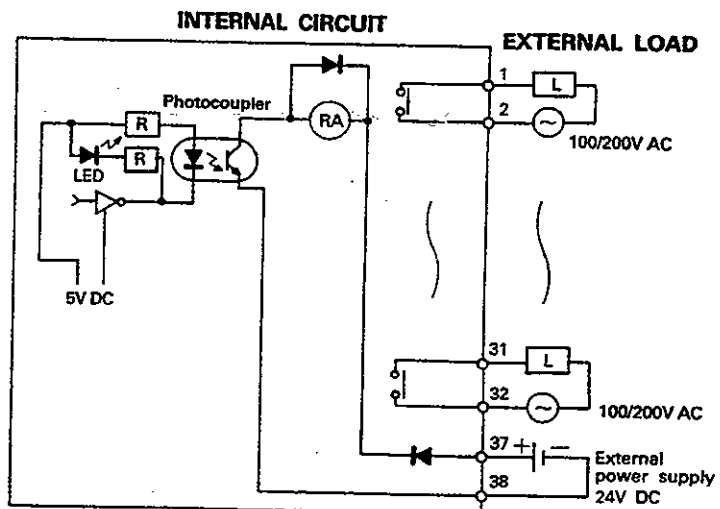 INTERNAL CIRCUIT
EXTERNAL LOAD
Photocoupler
R
R
LED
5V DC
RA
1
L
2
100/200V AC
31
L
32
100/200V AC
37
+
−
38
External
power supply
24V DC